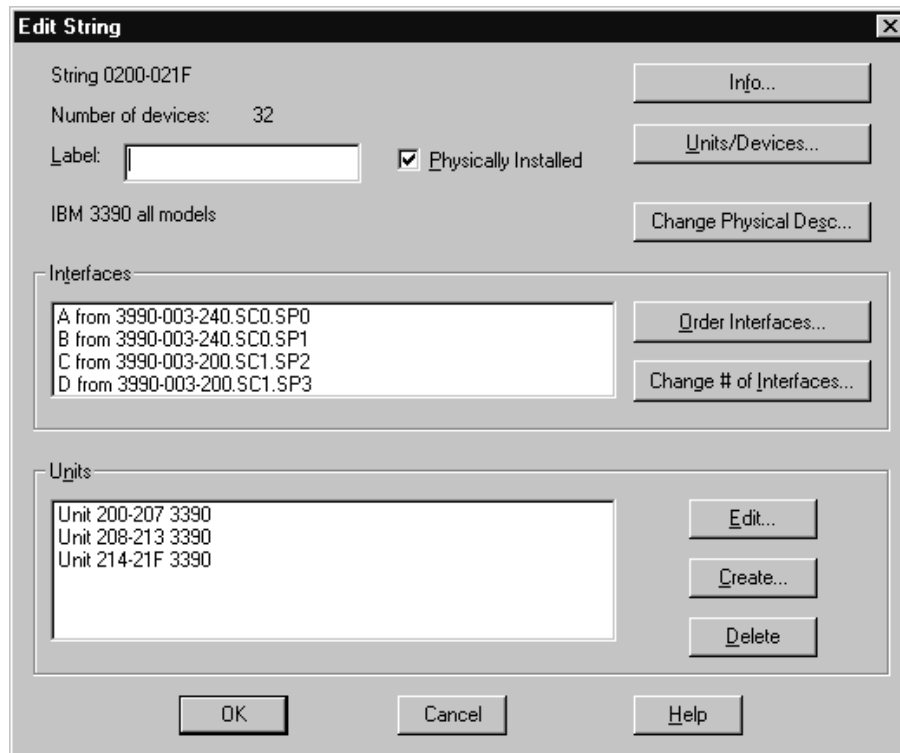 Edit String
String 0200-021F
Info...
Number of devices: 32
Units/Devices...
Label:
Physically Installed
IBM 3390 all models
Change Physical Desc...
Interfaces
A from 3990-003-240.SC0.SP0
B from 3990-003-240.SC0.SP1
C from 3990-003-200.SC1.SP2
D from 3990-003-200.SC1.SP3
Order Interfaces...
Change # of Interfaces...
Units
Unit 200-207 3390
Unit 208-213 3390
Unit 214-21F 3390
Edit...
Create...
Delete
OK
Cancel
Help